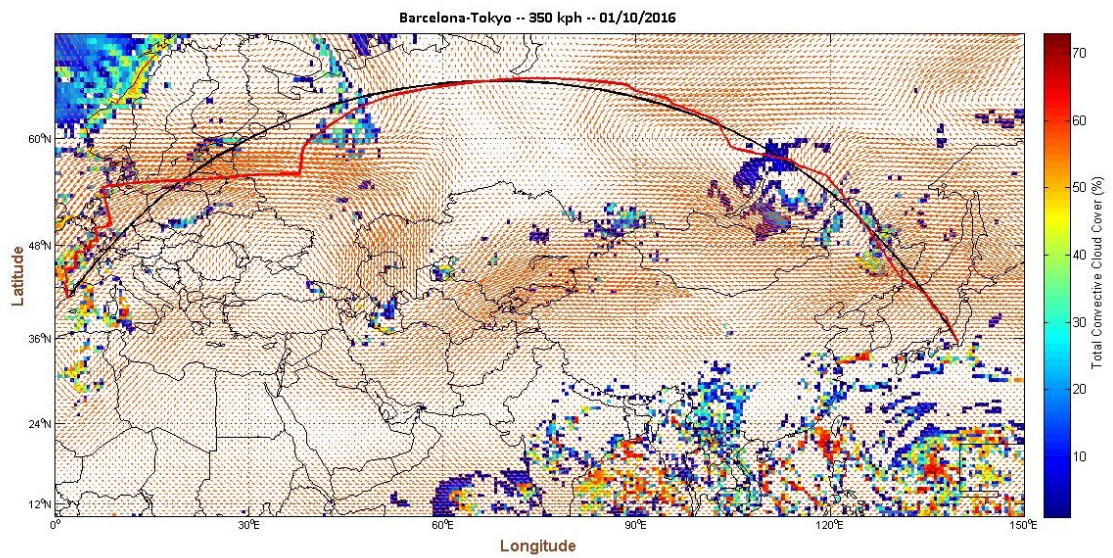 Barcelona-Tokyo -- 350 kph -- 01/10/2016
70
60
50
40
30
20
10
Total Convective Cloud Cover (%)
60°N
48°N
36°N
24°N
12°N
Latitude
0°
30°E
60°E
90°E
120°E
150°E
Longitude